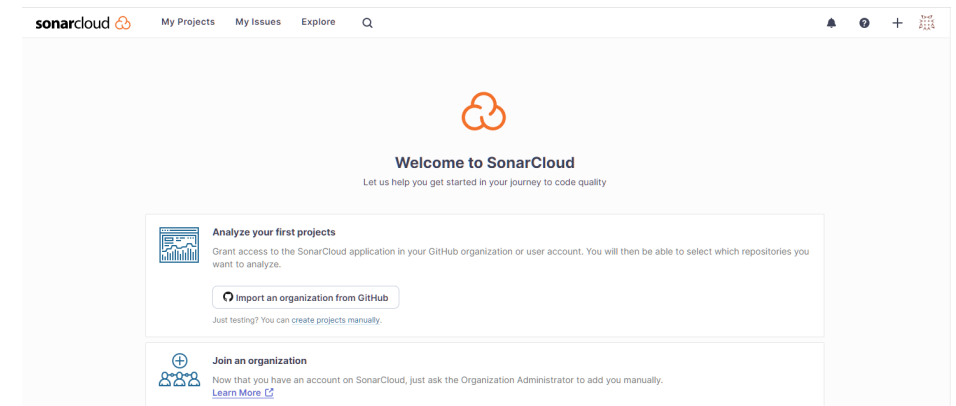 sonarcloud My Projects My Issues Explore
Welcome to SonarCloud
Let us help you get started in your journey to code quality
Analyze your first projects
Grant access to the SonarCloud application in your GitHub organization or user account. You will then be able to select which repositories you
want to analyze.
Import an organization from GitHub
Just testing? You can create projects manually.
Join an organization
Now that you have an account on SonarCloud, just ask the Organization Administrator to add you manually.
Learn More